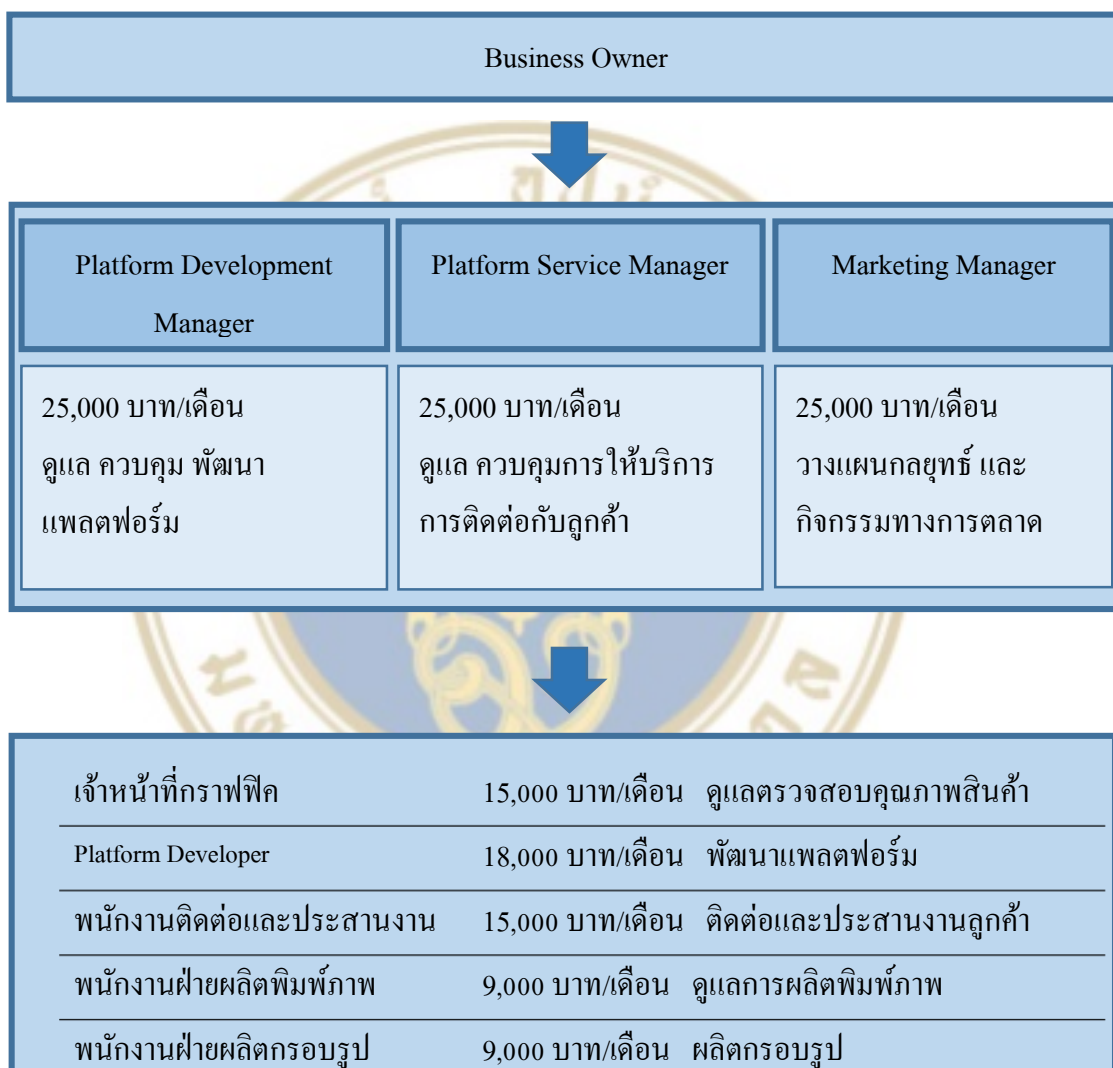 Business Owner
Platform Development
Manager
Platform Service Manager
Marketing Manager
25,000 บาท/เดือน
ดูแล ควบคุม พัฒนา
แพลตฟอร์ม
25,000 บาท/เดือน
ดูแล ควบคุมการให้บริการ
การติดต่อกับลูกค้า
25,000 บาท/เดือน
วางแผนกลยุทธ์ และ
กิจกรรมทางการตลาด
เจ้าหน้าที่กราฟฟิค 15,000 บาท/เดือน ดูแลตรวจสอบคุณภาพสินค้า
Platform Developer 18,000 บาท/เดือน พัฒนาแพลตฟอร์ม
พนักงานติดต่อและประสานงาน 15,000 บาท/เดือน ติดต่อและประสานงานลูกค้า
พนักงานฝ่ายผลิตพิมพ์ภาพ 9,000 บาท/เดือน ดูแลการผลิตพิมพ์ภาพ
พนักงานฝ่ายผลิตกรอบรูป 9,000 บาท/เดือน ผลิตกรอบรูป